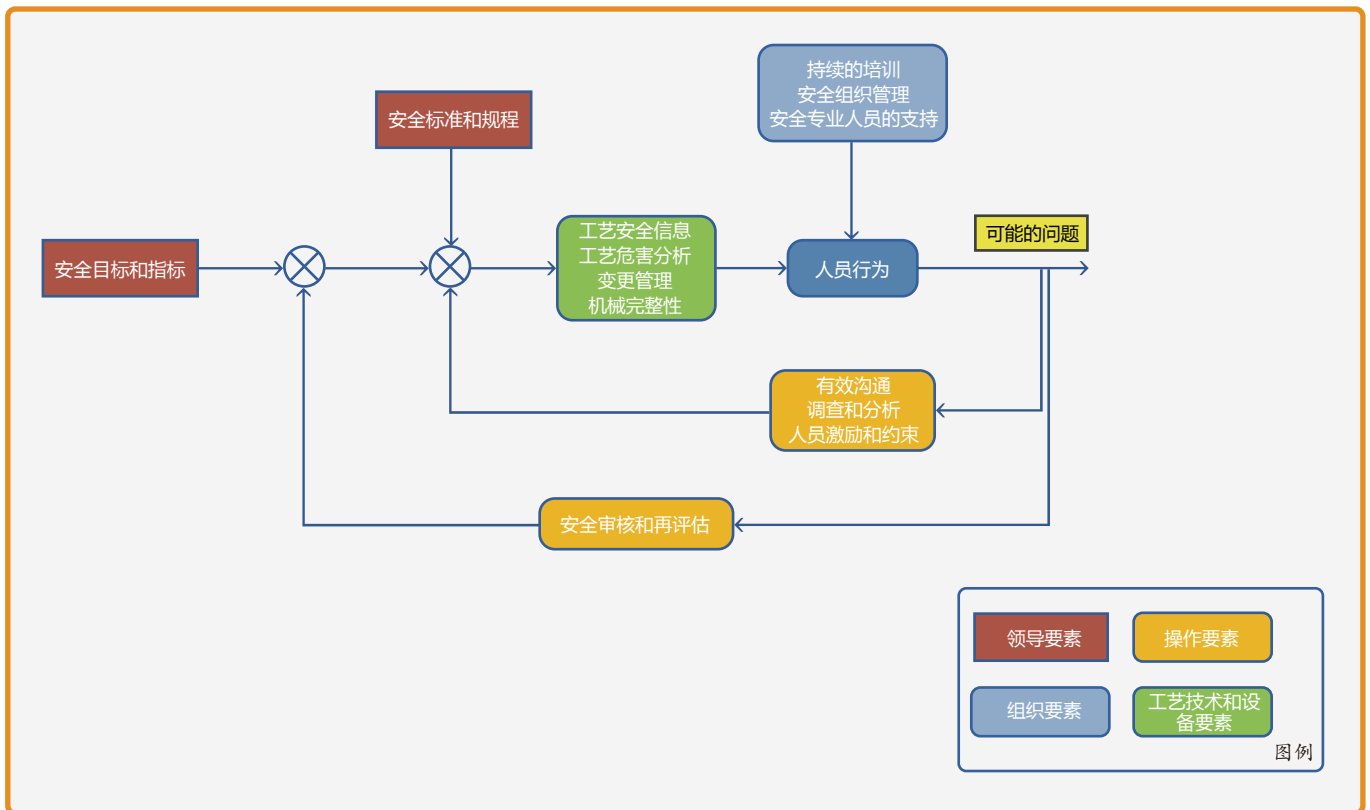 持续的培训
安全组织管理
安全专业人员的支持
安全标准和规程
可能的问题
安全目标和指标
工艺安全信息
工艺危害分析
变更管理
机械完整性
人员行为
有效沟通
调查和分析
人员激励和约束
安全审核和再评估
领导要素
操作要素
组织要素
工艺技术和设
备要素
图例